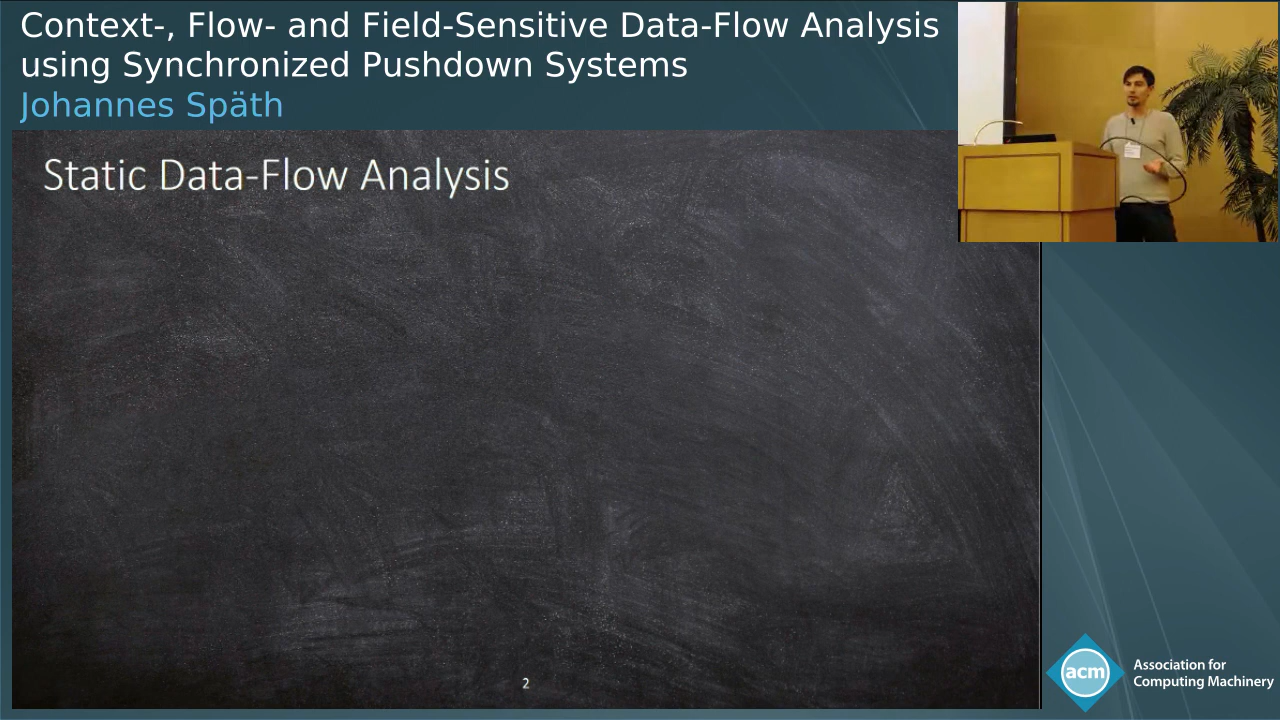 Context-, Flow- and Field-Sensitive Data-Flow Analysis
using Synchronized Pushdown Systems
Johannes Späth
Static Data-Flow Analysis
2
acm
Association for
Computing Machinery